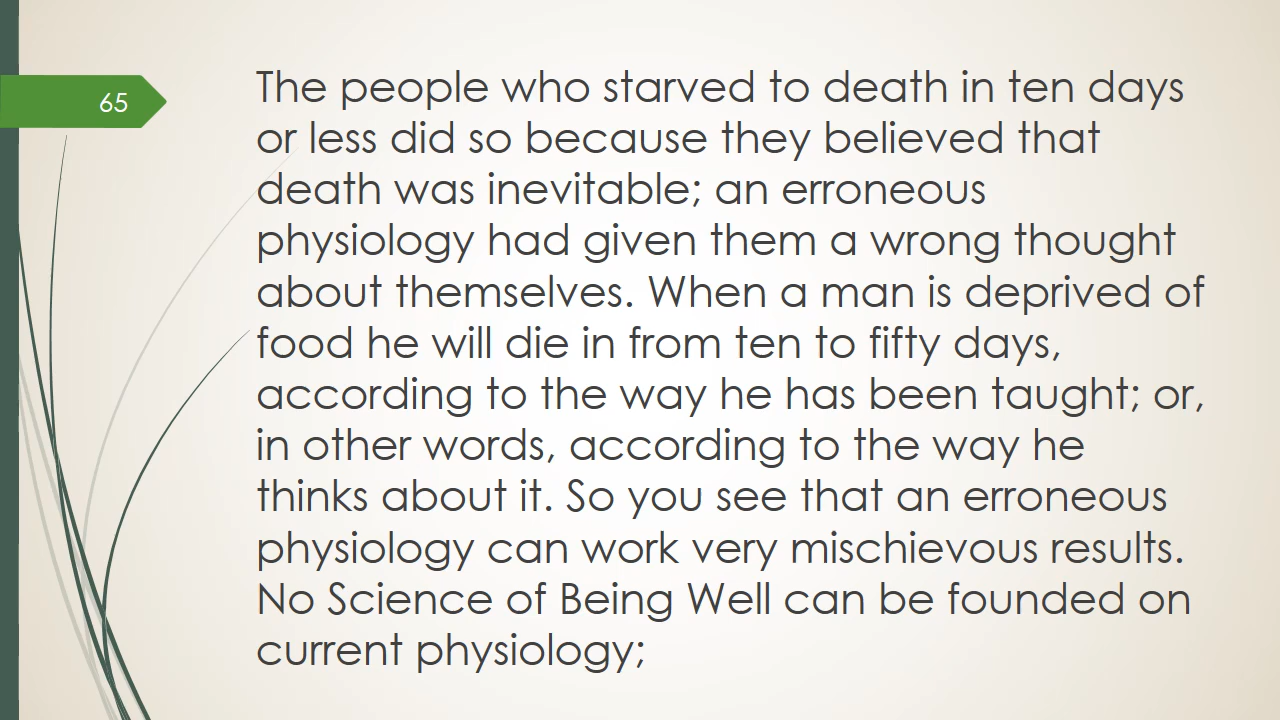 65
The people who starved to death in ten days
or less did so because they believed that
death was inevitable; an erroneous
physiology had given them a wrong thought
about themselves. When a man is deprived of
food he will die in from ten to fifty days,
according to the way he has been taught; or,
in other words, according to the way he
thinks about it. So you see that an erroneous
physiology can work very mischievous results.
No Science of Being Well can be founded on
current physiology;